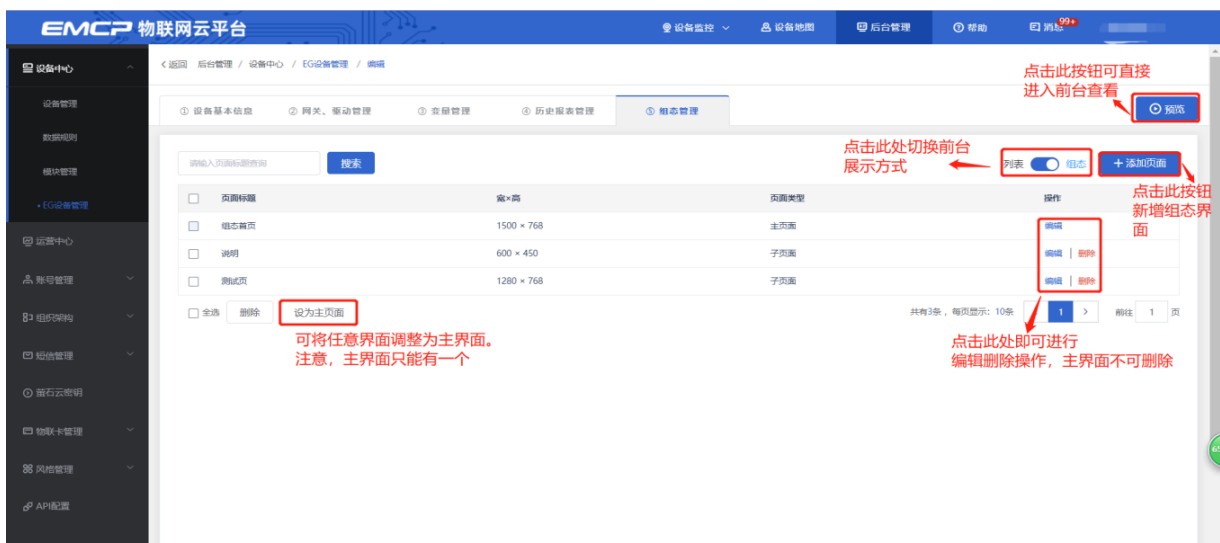 EMCP 物联网云平台
设备监控
设备地图
后台管理
帮助
消息
99+
设备中心
设备管理
数据规则
模块管理
• EG设备管理
运营中心
账号管理
组织架构
短信管理
萤石云密钥
物联卡管理
风格管理
API配置
< 返回 后台管理 / 设备中心 / EG设备管理 / 编辑
① 设备基本信息 ② 网关、驱动管理 ③ 变量管理 ④ 历史报表管理 ⑤ 组态管理
点击此按钮可直接
进入前台查看
预览
请输入页面标题查询 搜索
点击此处切换前台
展示方式
列表 组态
+ 添加页面
点击此按钮
新增组态界
面
页面标题 宽×高 页面类型 操作
组态首页 1500 × 768 主页面 编辑
说明 600 × 450 子页面 编辑 | 删除
测试页 1280 × 768 子页面 编辑 | 删除
全选 删除 设为主页面
共有3条，每页显示：10条 1 > 前往 1 页
可将任意界面调整为主界面。
注意，主界面只能有一个
点击此处即可进行
编辑删除操作，主界面不可删除